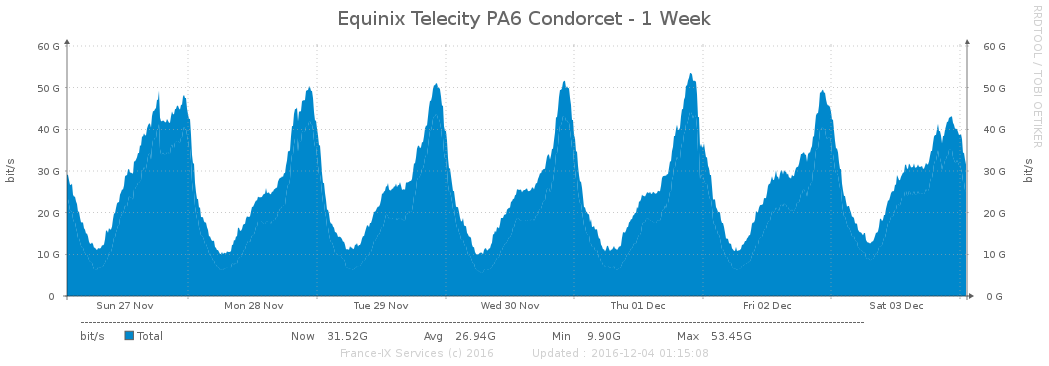 Equinix Telecity PA6 Condorcet - 1 Week
RRDTOOL / TOBI OETIKER
60 G 60 G
50 G 50 G
40 G 40 G
30 G 30 G
20 G 20 G
10 G 10 G
0 0 G
bit/s
bit/s
Sun 27 Nov Mon 28 Nov Tue 29 Nov Wed 30 Nov Thu 01 Dec Fri 02 Dec Sat 03 Dec
bit/s Total Now 31.52G Avg 26.94G Min 9.90G Max 53.45G
France-IX Services (c) 2016 Updated : 2016-12-04 01:15:08